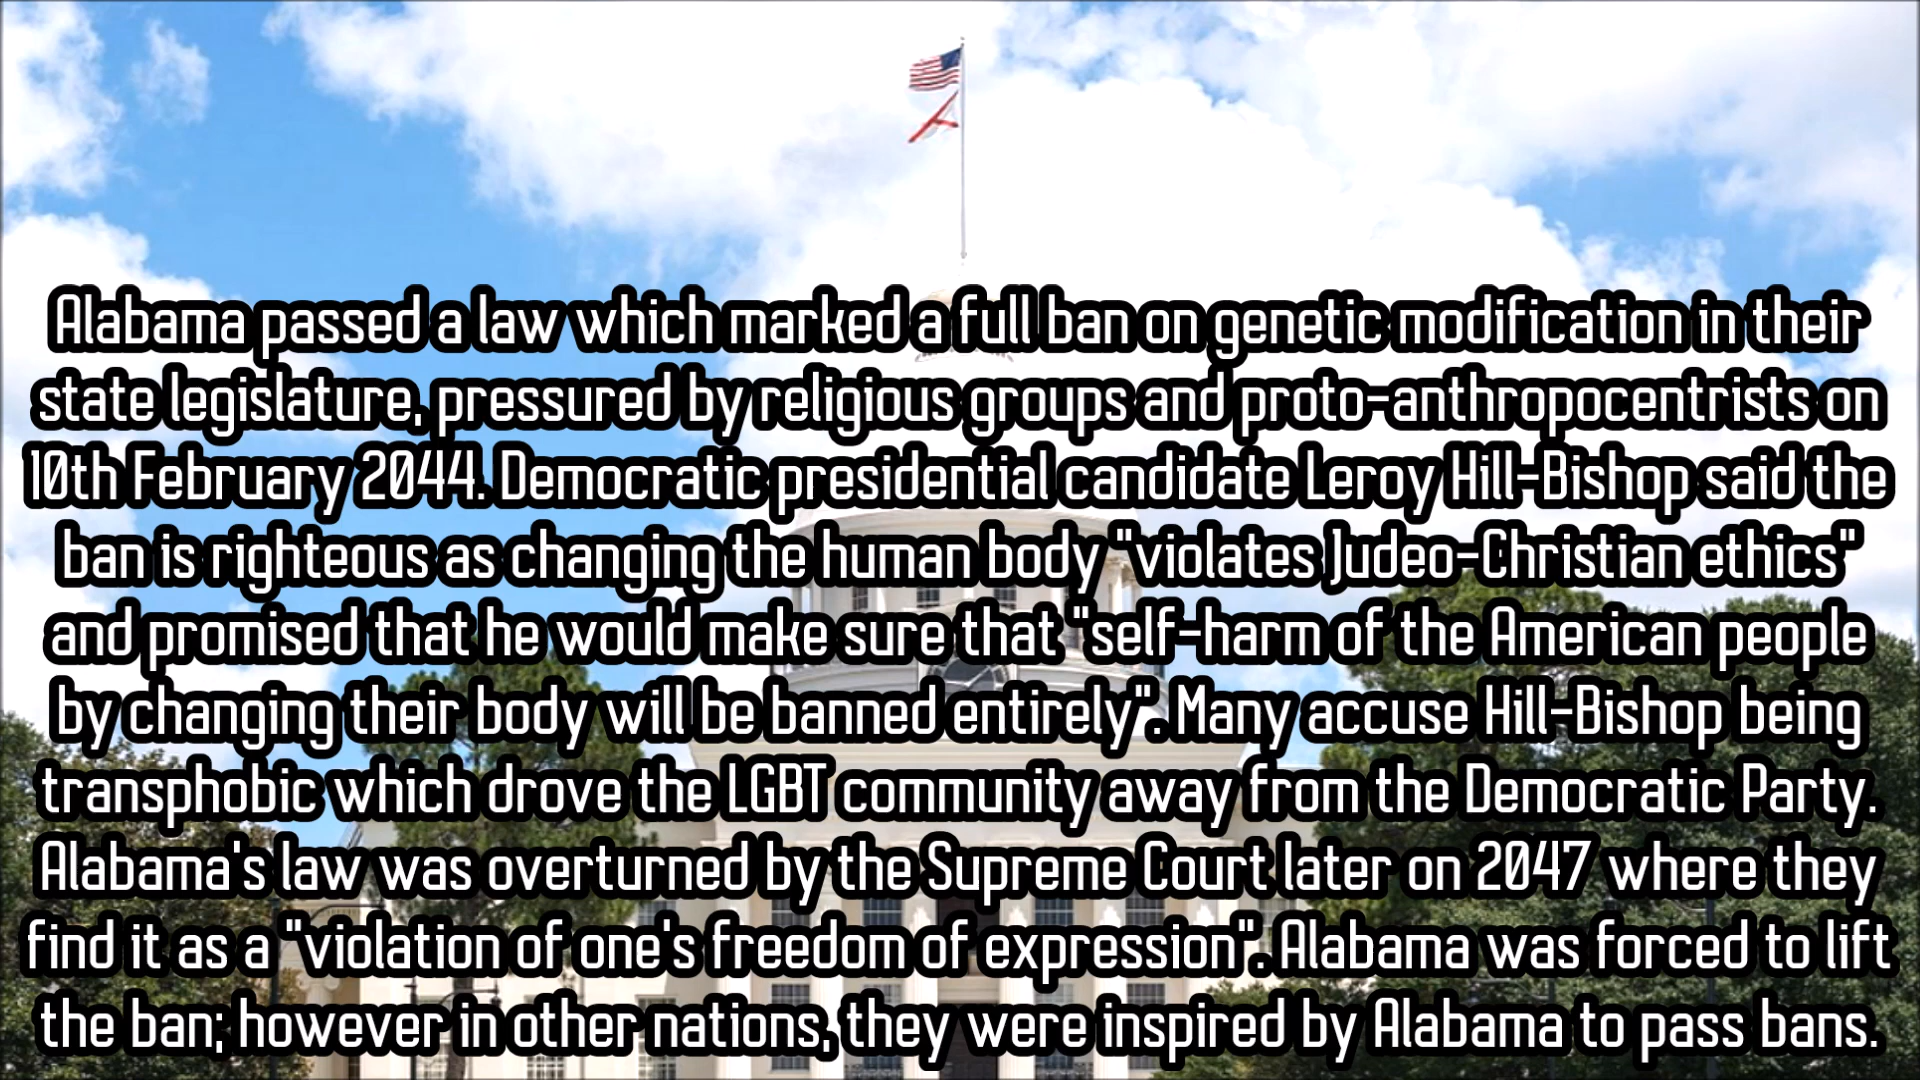 Alabama passed a law which marked a full ban on genetic modification in their
state legislature, pressured by religious groups and proto-anthropocentrists on
10th February 2044. Democratic presidential candidate Leroy Hill-Bishop said the
ban is righteous as changing the human body "violates Judeo-Christian ethics"
and promised that he would make sure that "self-harm of the American people
by changing their body will be banned entirely". Many accuse Hill-Bishop being
transphobic which drove the LGBT community away from the Democratic Party.
Alabama's law was overturned by the Supreme Court later on 2047 where they
find it as a "violation of one's freedom of expression". Alabama was forced to lift
the ban; however in other nations, they were inspired by Alabama to pass bans.